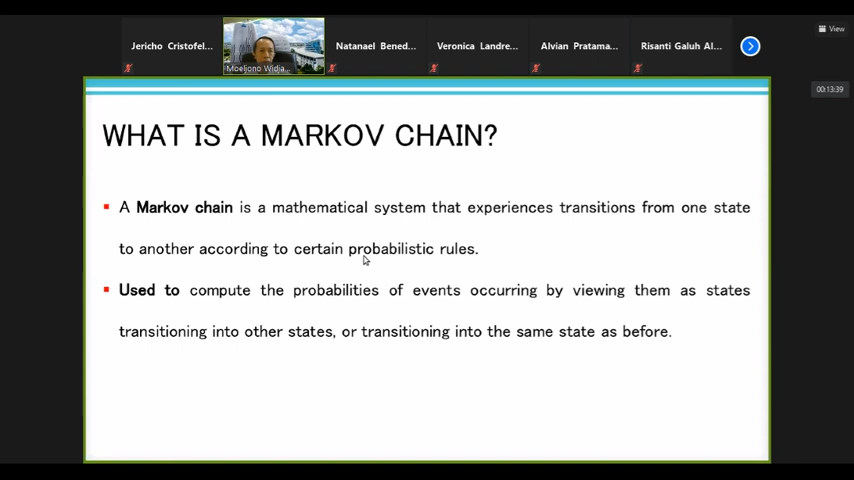 Jericho Cristofel...
Moeljono Widja...
Natanael Bened...
Veronica Landre...
Alvian Pratama...
Risanti Galuh Al...
View
00:13:39
WHAT IS A MARKOV CHAIN?
A Markov chain is a mathematical system that experiences transitions from one state
to another according to certain probabilistic rules.
Used to compute the probabilities of events occurring by viewing them as states
transitioning into other states, or transitioning into the same state as before.